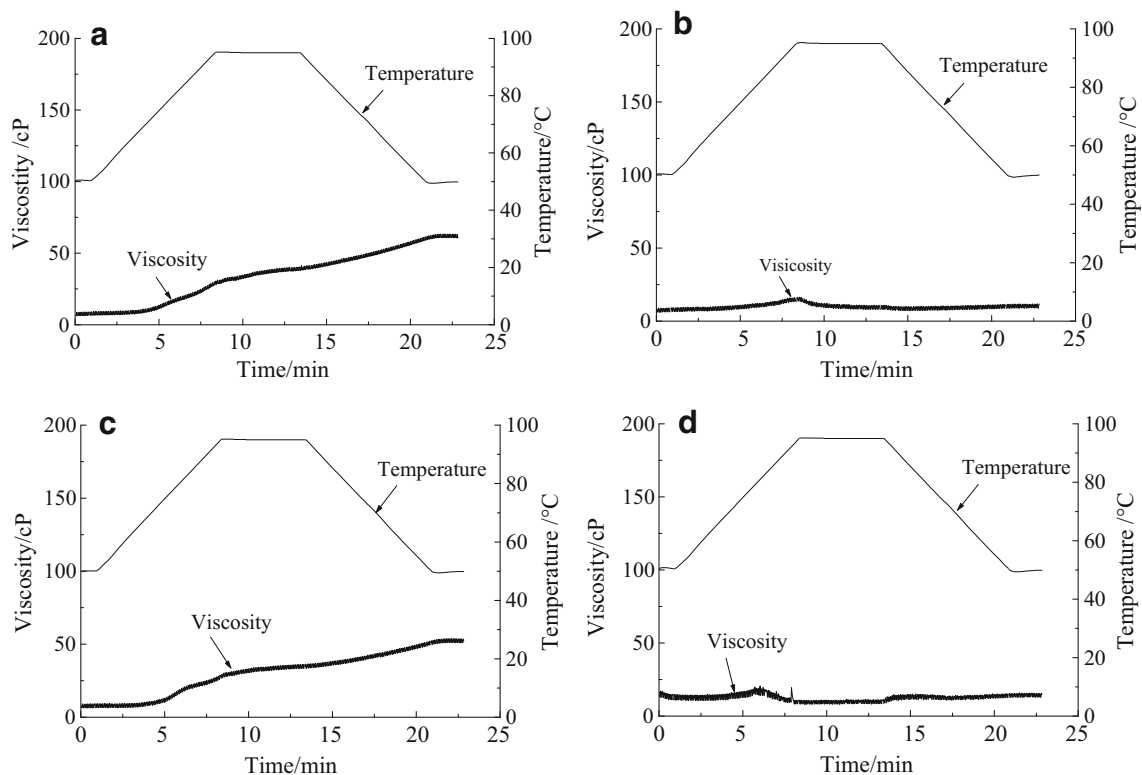 a
200
150
100
50
0
Viscostity /cP
100
80
60
40
20
0
Temperature/°C
Temperature
Viscosity
0 5 10 15 20 25
Time/min
b
200
150
100
50
0
Viscosity/cP
100
80
60
40
20
0
Temperature /°C
Temperature
Visicosity
0 5 10 15 20 25
Time/min
c
200
150
100
50
0
Viscosity/cP
100
80
60
40
20
0
Temperature /°C
Temperature
Viscosity
0 5 10 15 20 25
Time/min
d
200
150
100
50
0
Viscosity/cP
100
80
60
40
20
0
Temperature /°C
Temperature
Viscosity
0 5 10 15 20 25
Time/min